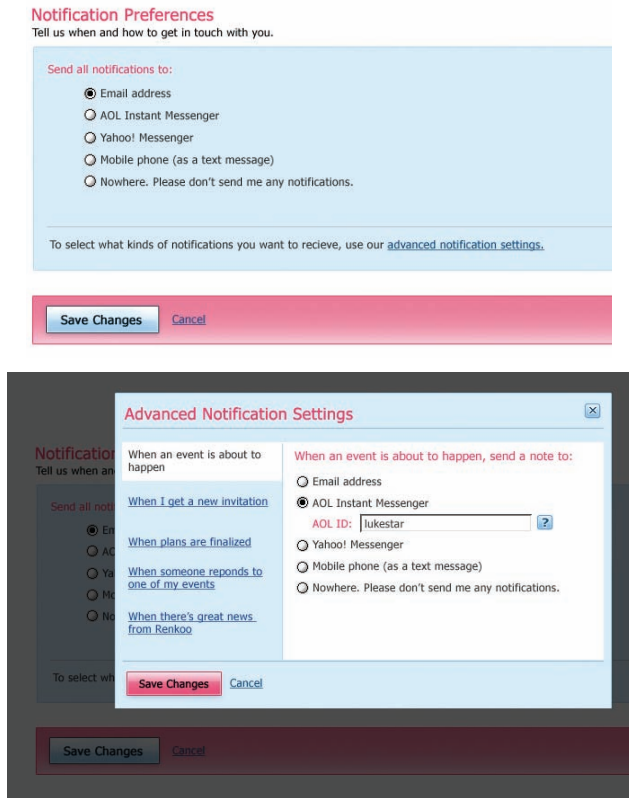 Notification Preferences
Tell us when and how to get in touch with you.
Send all notifications to:
Email address
AOL Instant Messenger
Yahoo! Messenger
Mobile phone (as a text message)
Nowhere. Please don't send me any notifications.
To select what kinds of notifications you want to recieve, use our advanced notification settings.
Save Changes Cancel
Advanced Notification Settings
Notification
Tell us when an
Send all noti
Em
AO
Ya
Mo
No
To select wh
When an event is about to
happen
When I get a new invitation
When plans are finalized
When someone reponds to
one of my events
When there's great news
from Renkoo
When an event is about to happen, send a note to:
Email address
AOL Instant Messenger
AOL ID: lukestar ?
Yahoo! Messenger
Mobile phone (as a text message)
Nowhere. Please don't send me any notifications.
Save Changes Cancel
Save Changes Cancel